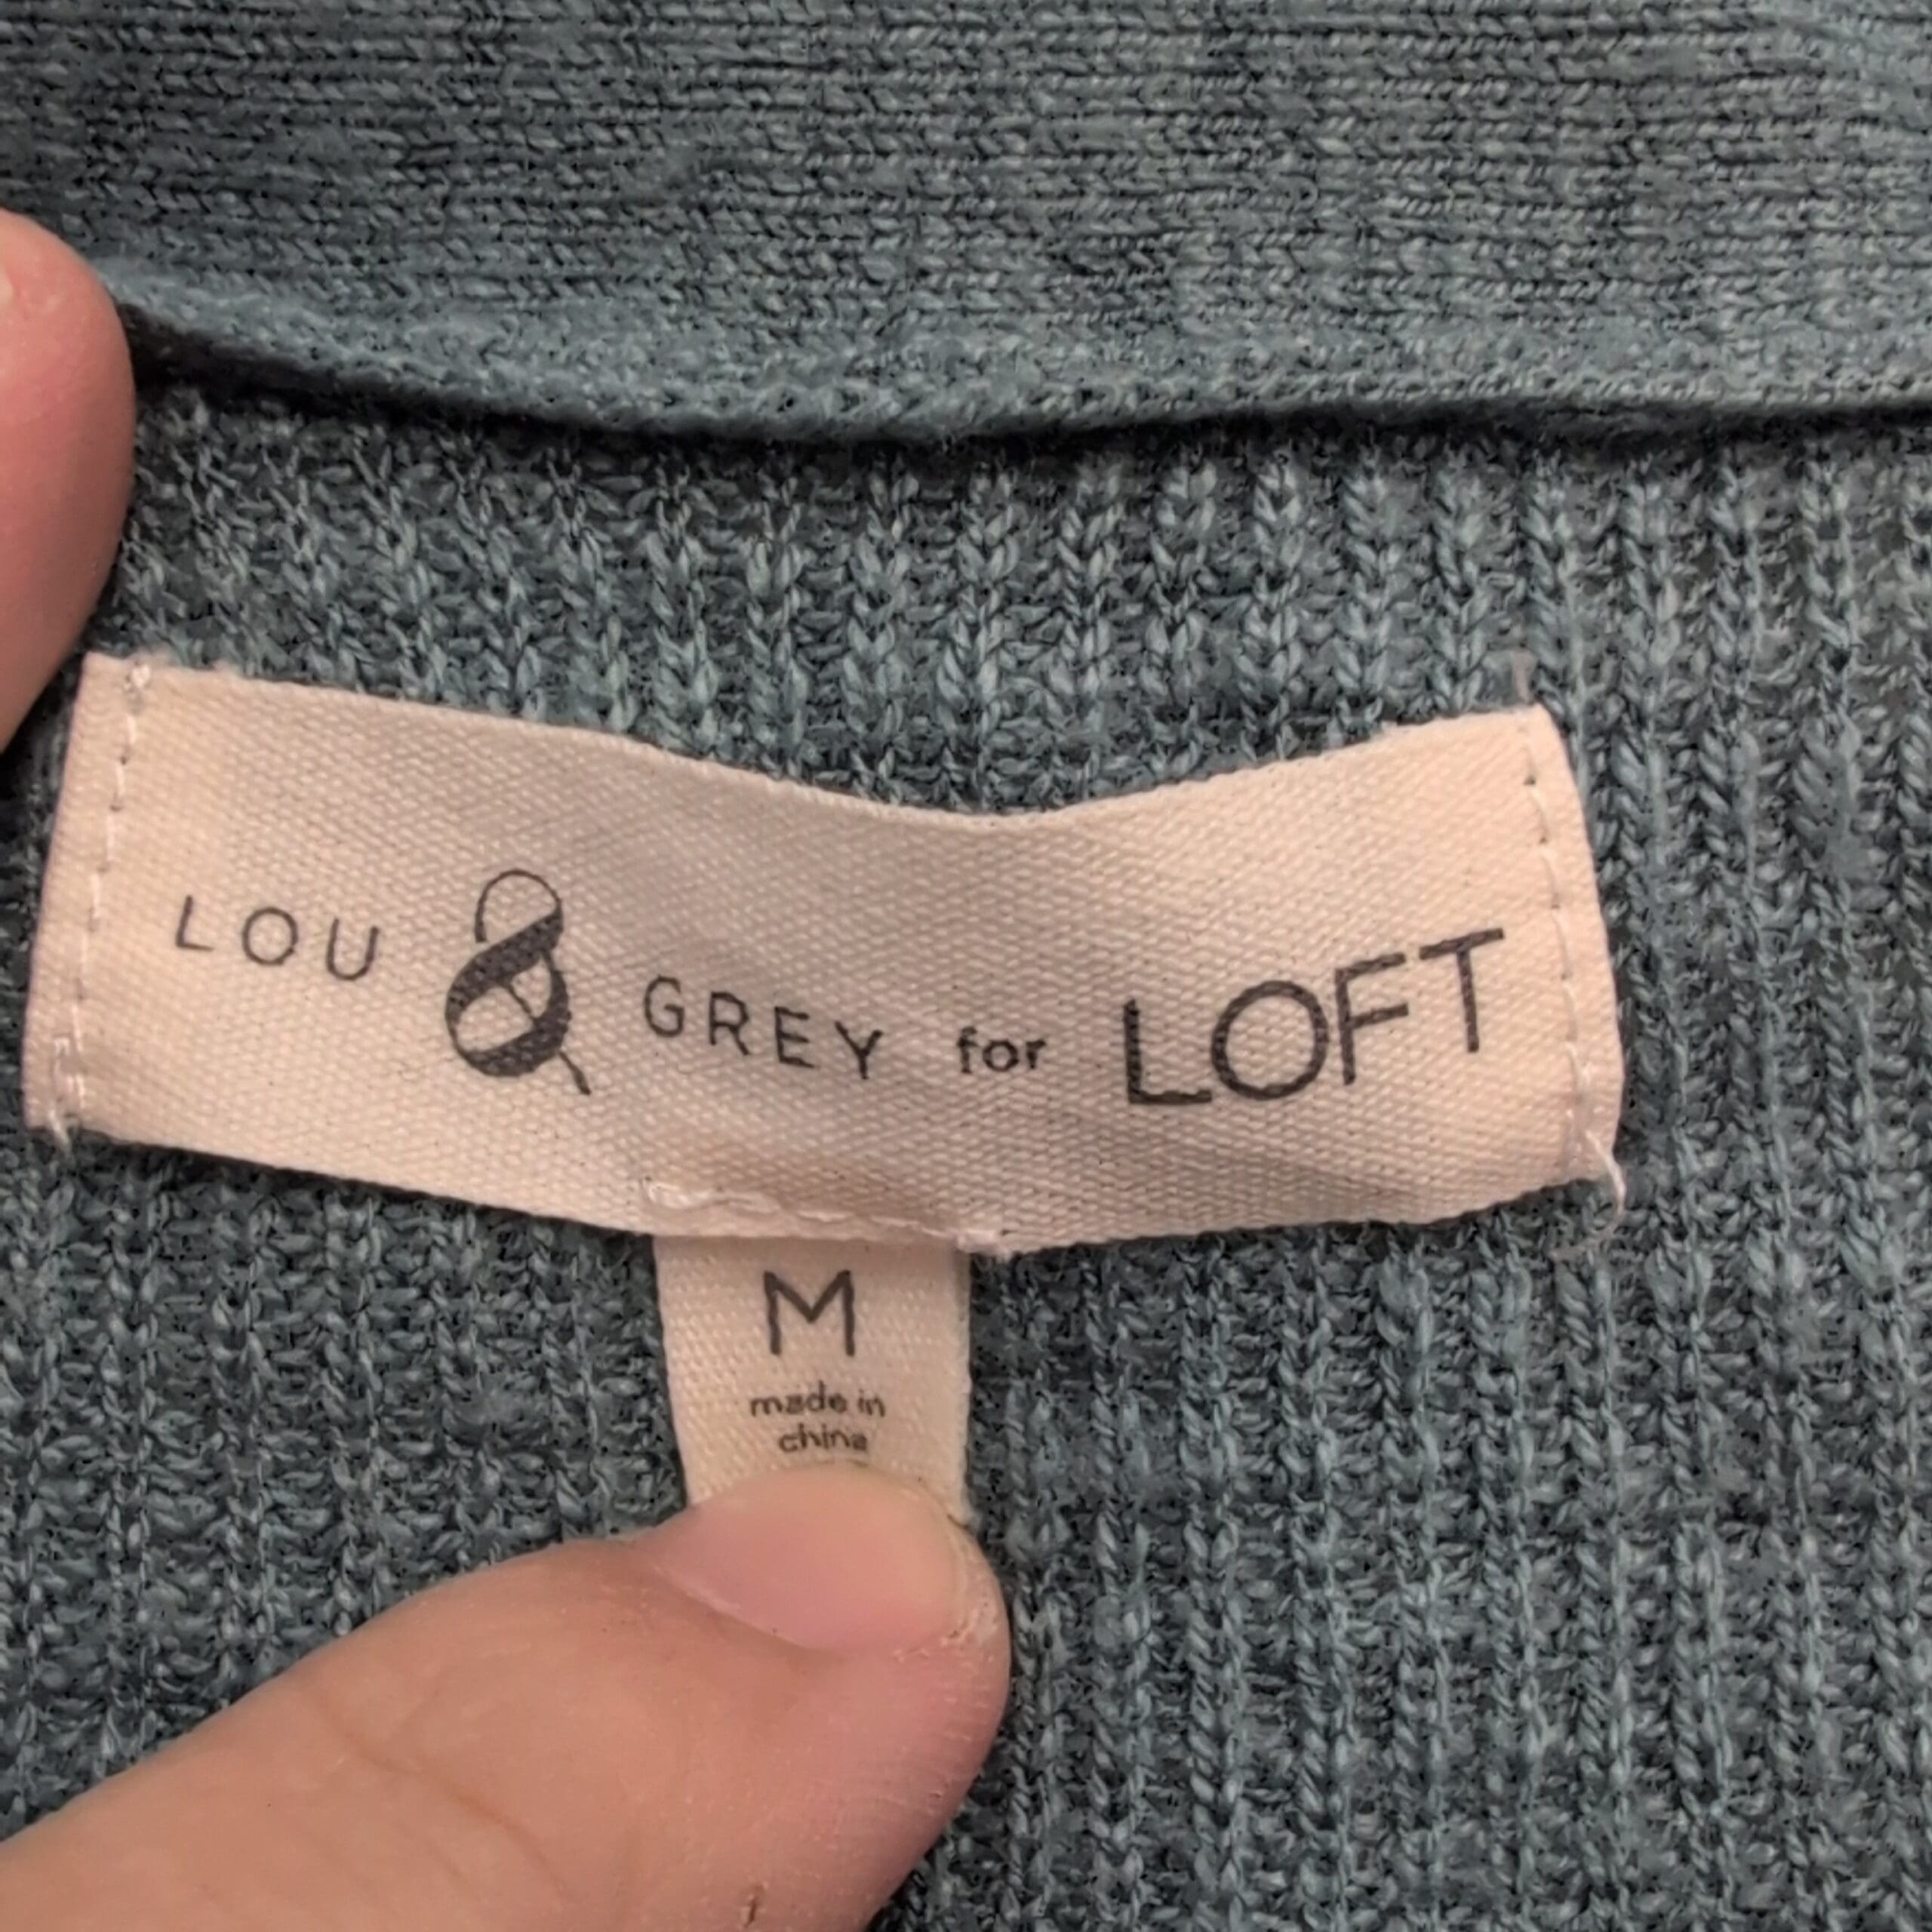 LOU & GREY for LOFT
M
made in
china